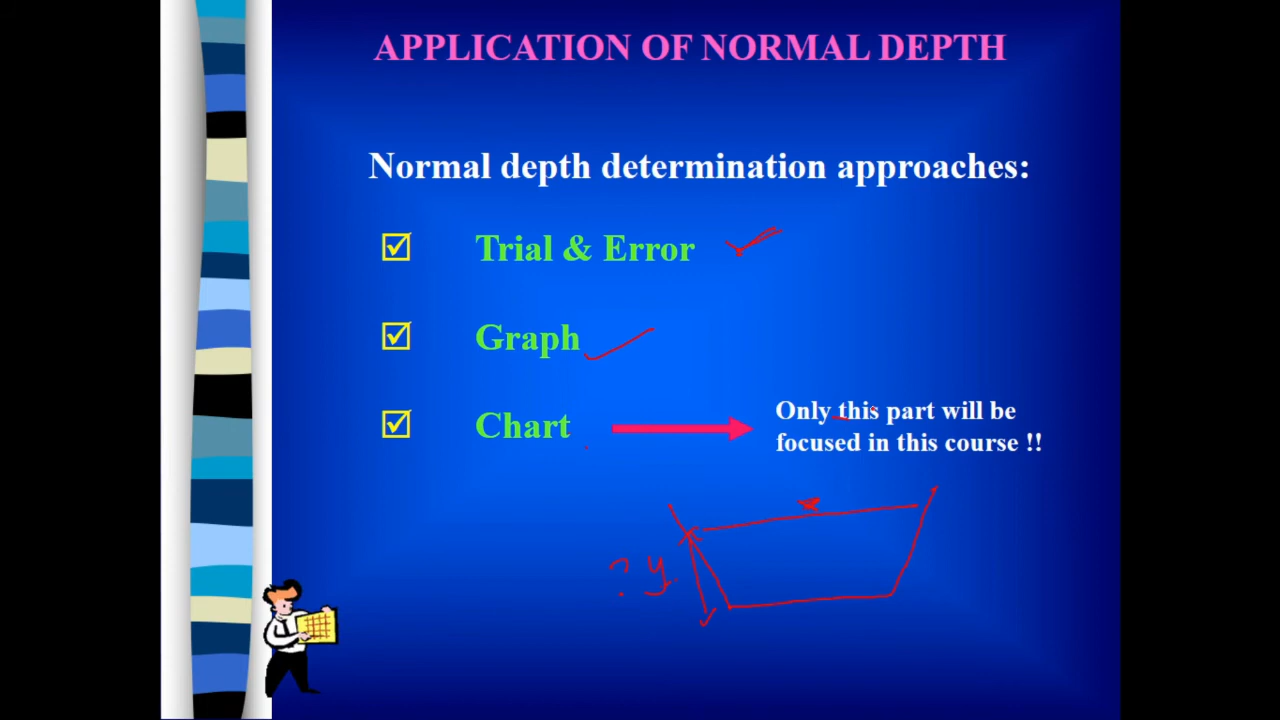 APPLICATION OF NORMAL DEPTH
Normal depth determination approaches:
Trial & Error
Graph
Chart
Only this part will be
focused in this course !!
? y